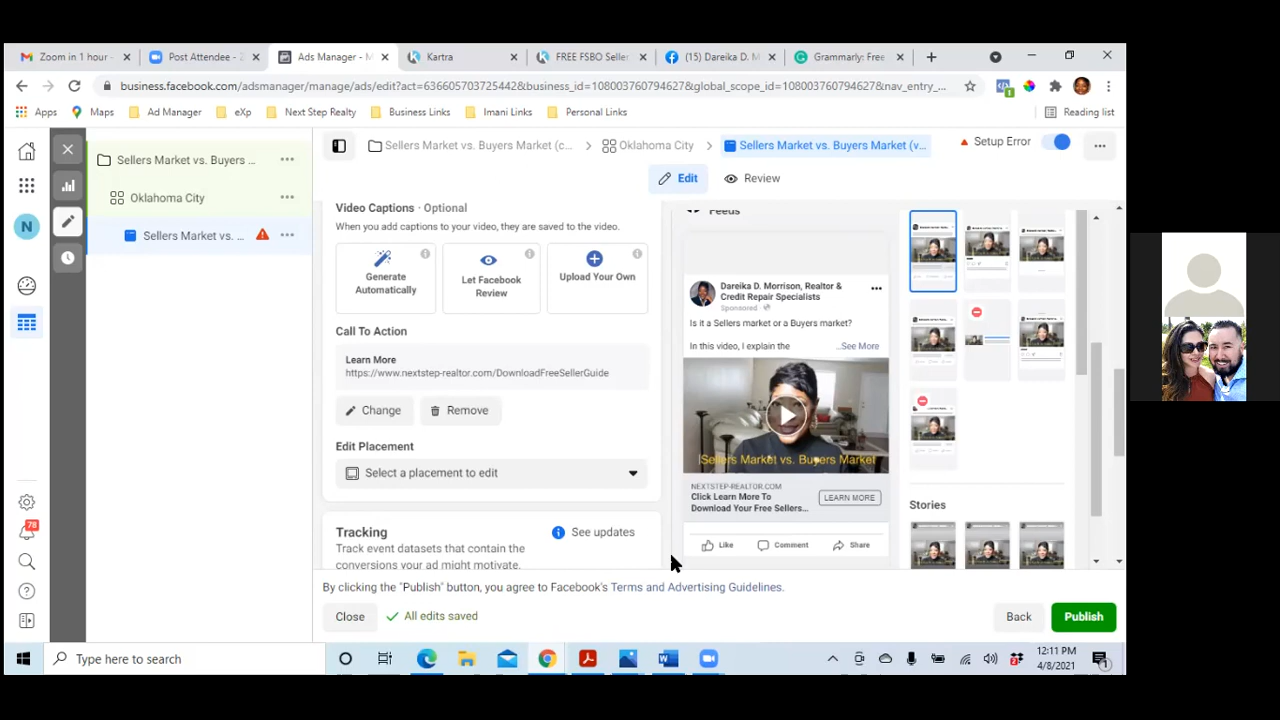 Zoom in 1 hour -
Post Attendee - 2
Ads Manager - M
Kartra
FREE FSBO Seller
(15) Dareika D. M
Grammarly: Free
business.facebook.com/adsmanager/manage/ads/edit?act=636605703725442&business_id=108003760794627&global_scope_id=108003760794627&nav_entry_...
1
Apps
Maps
Ad Manager
eXp
Next Step Realty
Business Links
Imani Links
Personal Links
Reading list
Sellers Market vs. Buyers ...
Oklahoma City
Sellers Market vs. ...
N
78
Sellers Market vs. Buyers Market (c...
Oklahoma City
Sellers Market vs. Buyers Market (v...
Setup Error
Edit
Review
Video Captions · Optional
When you add captions to your video, they are saved to the video.
Generate
Automatically
Let Facebook
Review
Upload Your Own
Call To Action
Learn More
https://www.nextstep-realtor.com/DownloadFreeSellerGuide
Change
Remove
Edit Placement
Select a placement to edit
Tracking
See updates
Track event datasets that contain the
conversions your ad might motivate.
Feeds
Dareika D. Morrison, Realtor &
Credit Repair Specialists
Sponsored
Is it a Sellers market or a Buyers market?
In this video, I explain the
...See More
Sellers Market vs. Buyers Market
NEXTSTEP-REALTOR.COM
Click Learn More To
Download Your Free Sellers...
LEARN MORE
Like
Comment
Share
Stories
By clicking the "Publish" button, you agree to Facebook's Terms and Advertising Guidelines.
Close
All edits saved
Back
Publish
Type here to search
12:11 PM
4/8/2021